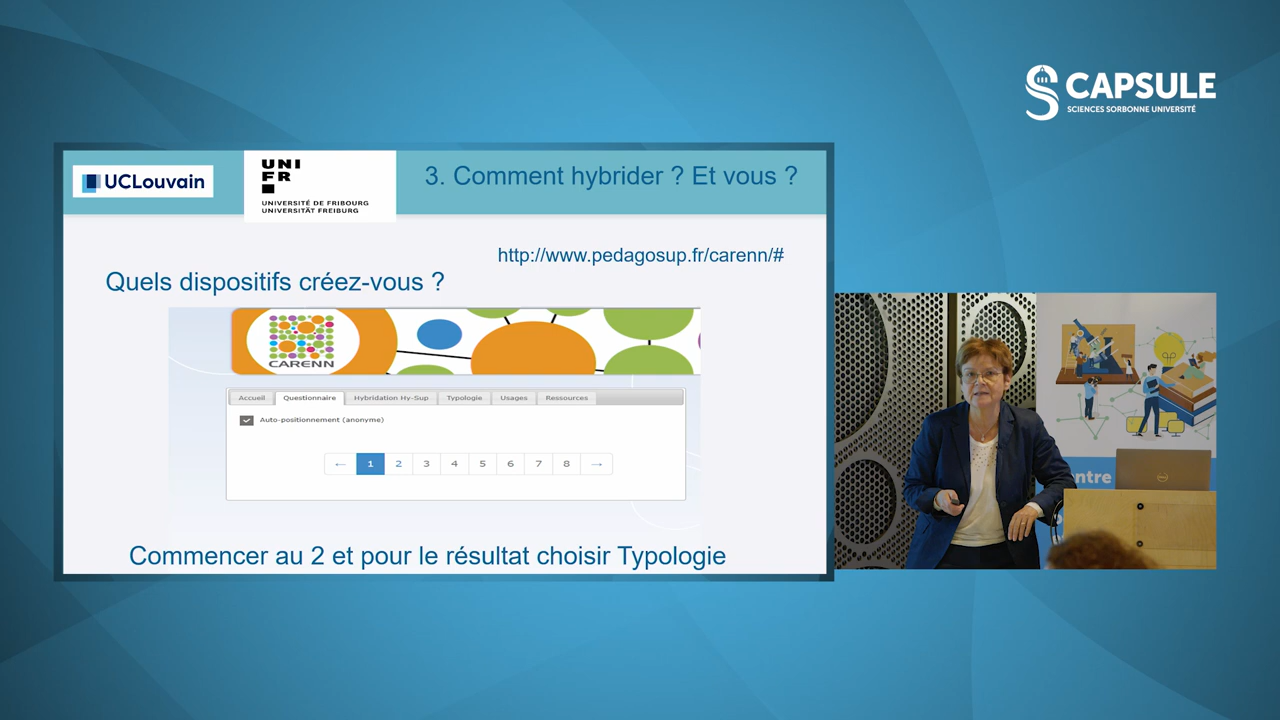 CAPSULE
SCIENCES SORBONNE UNIVERSITÉ
UCLouvain
UNI
FR
UNIVERSITÉ DE FRIBOURG
UNIVERSITÄT FREIBURG
3. Comment hybrider ? Et vous ?
http://www.pedagosup.fr/carenn/#
Quels dispositifs créez-vous ?
CARENN
Accueil Questionnaire Hybridation Hy-Sup Typologie Usages Ressources
Auto-positionnement (anonyme)
← 1 2 3 4 5 6 7 8 →
Commencer au 2 et pour le résultat choisir Typologie
ntre